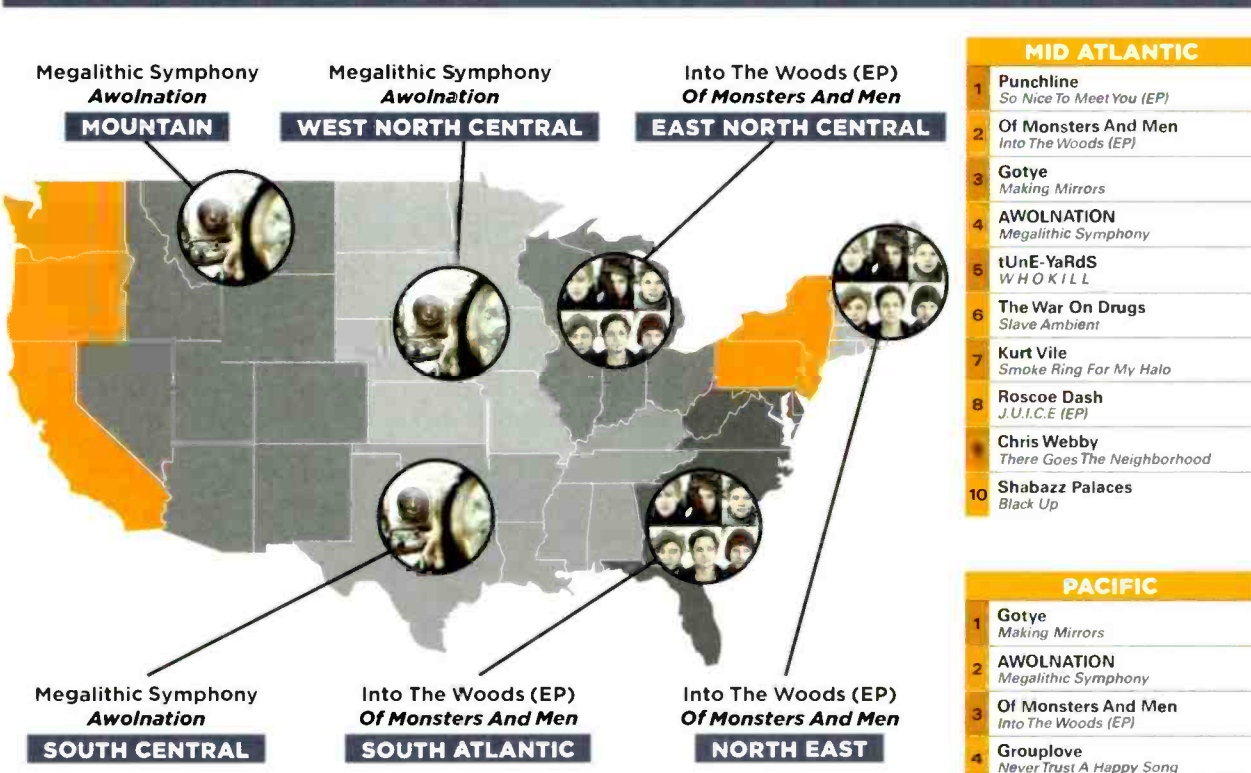 Megalithic Symphony
Awolnation
MOUNTAIN
Megalithic Symphony
Awolnation
WEST NORTH CENTRAL
Into The Woods (EP)
Of Monsters And Men
EAST NORTH CENTRAL
Megalithic Symphony
Awolnation
SOUTH CENTRAL
Into The Woods (EP)
Of Monsters And Men
SOUTH ATLANTIC
Into The Woods (EP)
Of Monsters And Men
NORTH EAST
MID ATLANTIC
1 Punchline
So Nice To Meet You (EP)
2 Of Monsters And Men
Into The Woods (EP)
3 Gotye
Making Mirrors
4 AWOLNATION
Megalithic Symphony
5 tUnE-YaRdS
W H O K I L L
6 The War On Drugs
Slave Ambient
7 Kurt Vile
Smoke Ring For My Halo
8 Roscoe Dash
J.U.I.C.E (EP)
Chris Webby
There Goes The Neighborhood
10 Shabazz Palaces
Black Up
PACIFIC
1 Gotye
Making Mirrors
2 AWOLNATION
Megalithic Symphony
3 Of Monsters And Men
Into The Woods (EP)
4 Grouplove
Never Trust A Happy Song